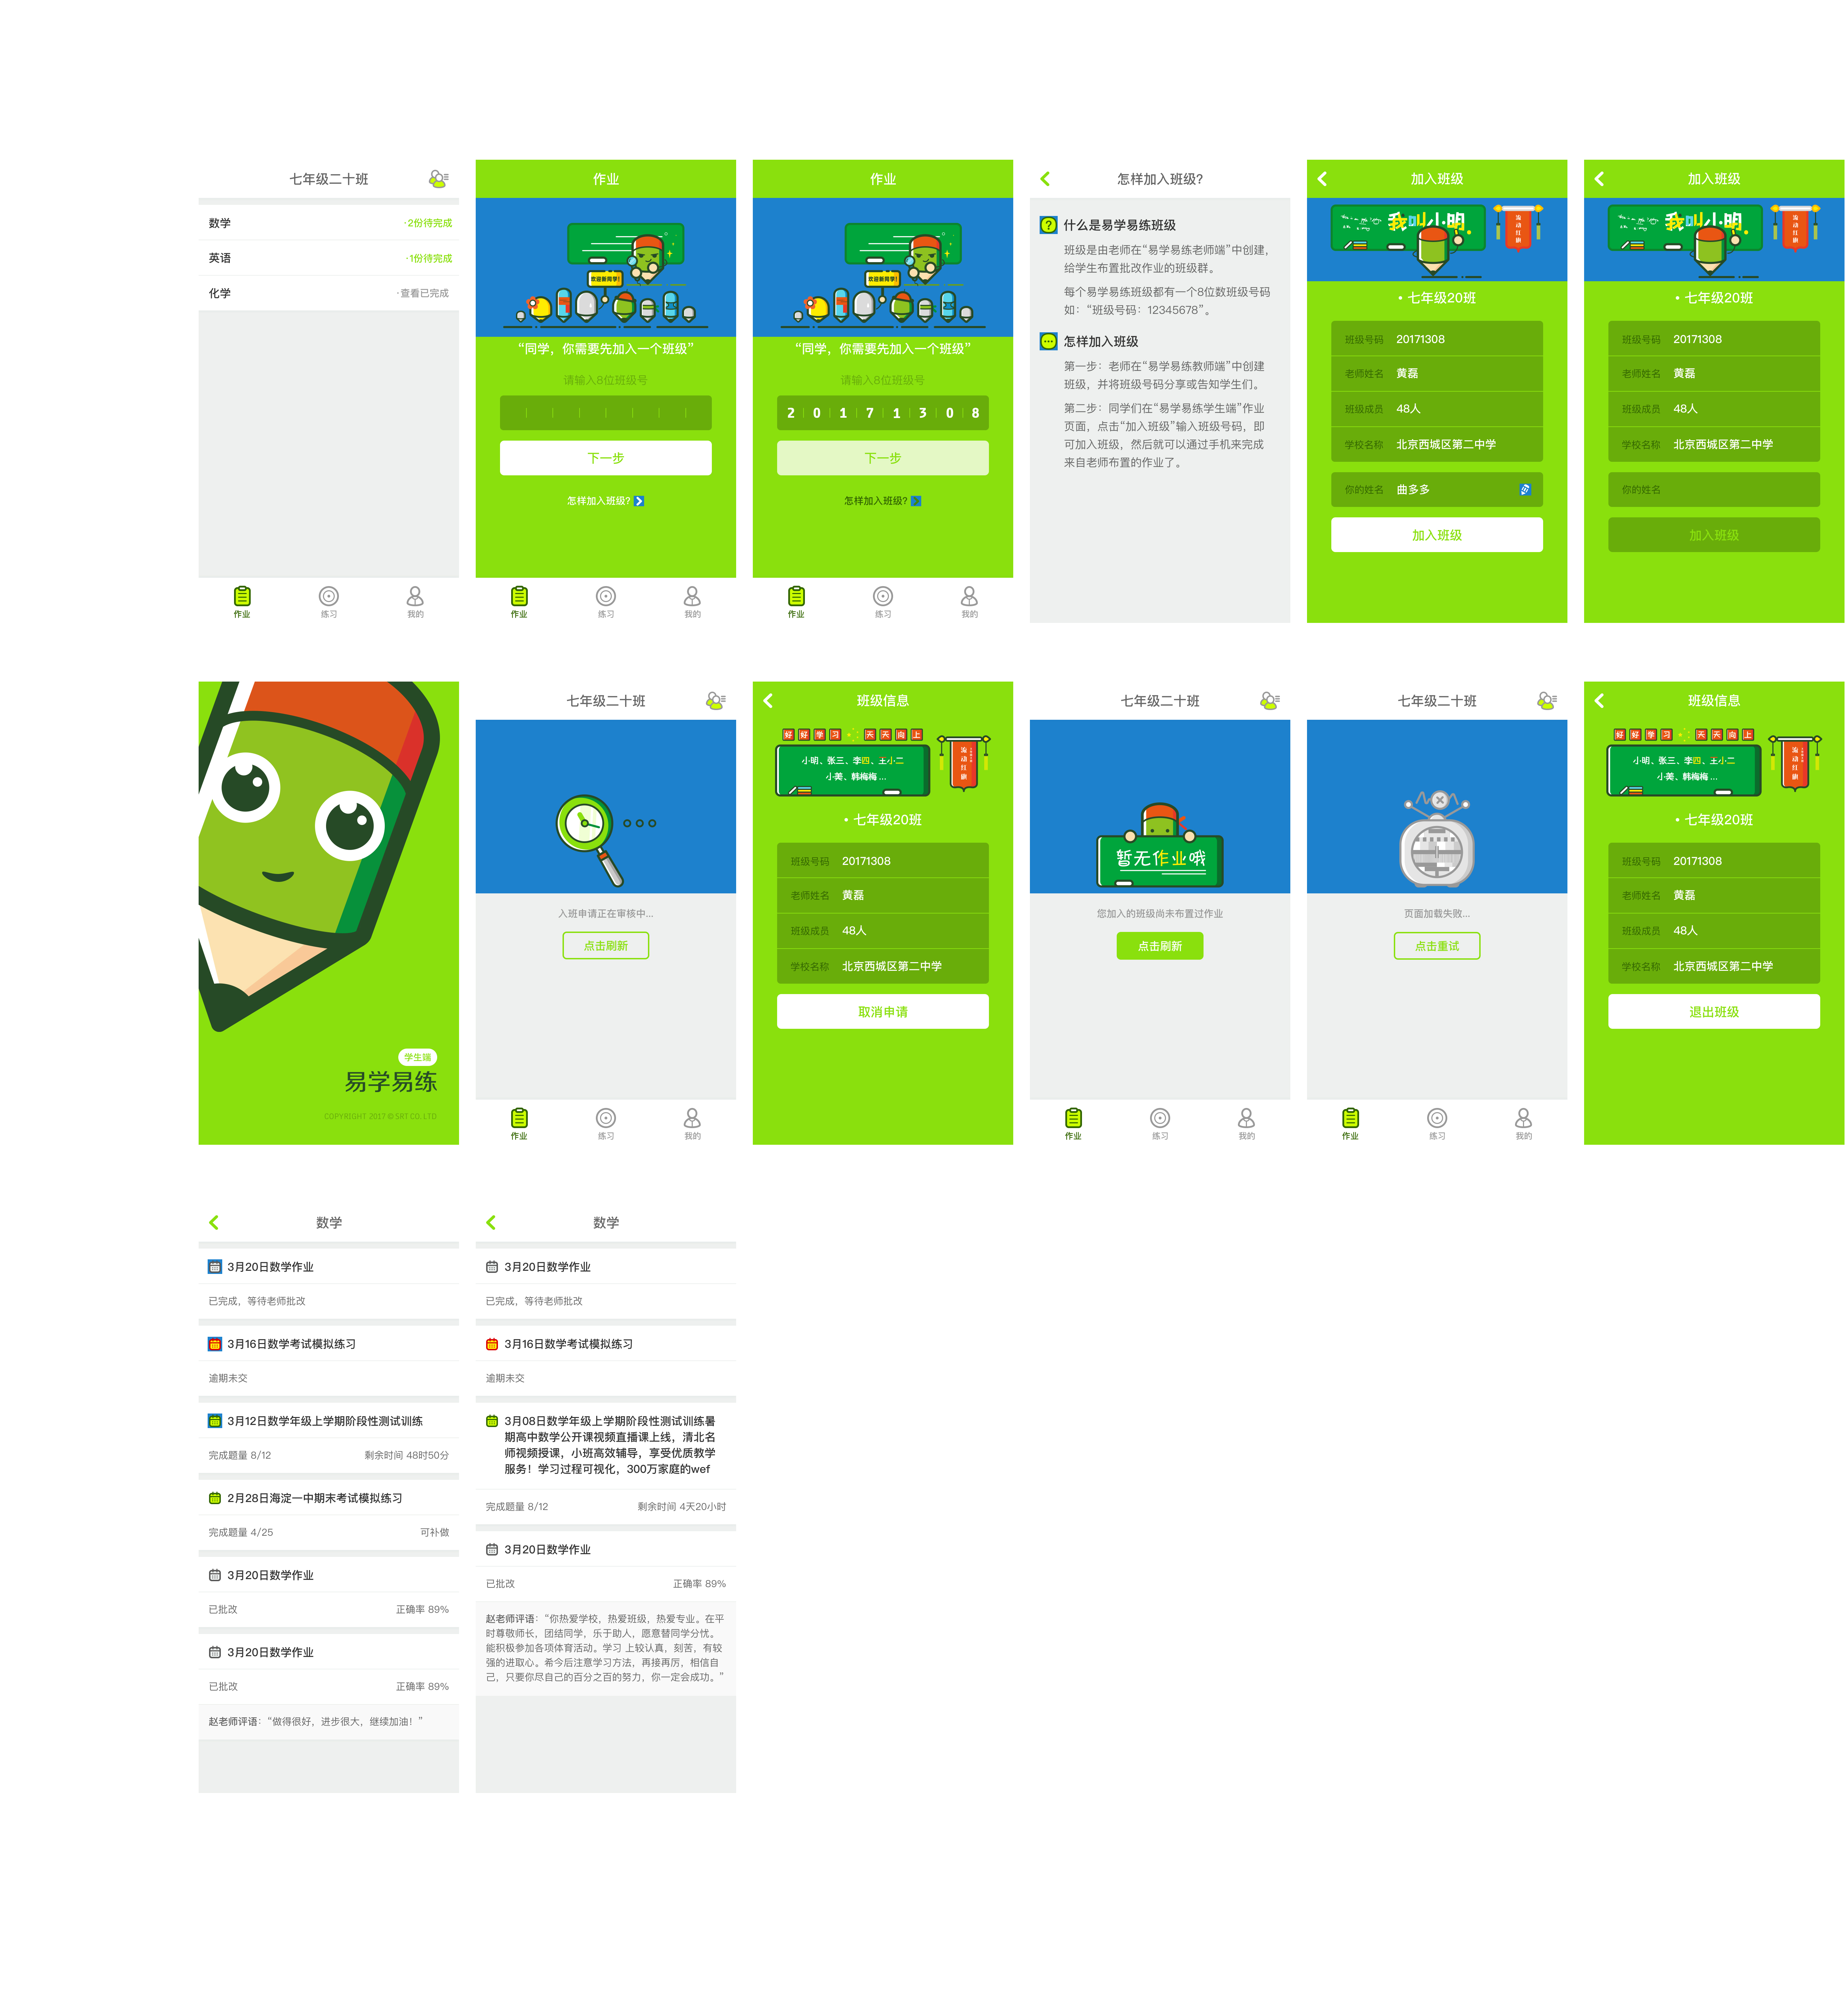 七年级二十班
数学
·2份待完成
英语
·1份待完成
化学
·查看已完成
作业
练习
我的
作业
欢迎新同学!
“同学，你需要先加入一个班级”
请输入8位班级号
下一步
怎样加入班级?
作业
练习
我的
作业
欢迎新同学!
“同学，你需要先加入一个班级”
请输入8位班级号
2 0 1 7 1 3 0 8
下一步
怎样加入班级?
作业
练习
我的
怎样加入班级?
什么是易学易练班级
班级是由老师在“易学易练老师端”中创建，
给学生布置批改作业的班级群。
每个易学易练班级都有一个8位数班级号码
如：“班级号码：12345678”。
怎样加入班级
第一步：老师在“易学易练教师端”中创建
班级，并将班级号码分享或告知学生们。
第二步：同学们在“易学易练学生端”作业
页面，点击“加入班级”输入班级号码，即
可加入班级，然后就可以通过手机来完成
来自老师布置的作业了。
加入班级
我叫小明.
流动红旗
• 七年级20班
班级号码 20171308
老师姓名 黄磊
班级成员 48人
学校名称 北京西城区第二中学
你的姓名 曲多多
加入班级
加入班级
我叫小明.
流动红旗
• 七年级20班
班级号码 20171308
老师姓名 黄磊
班级成员 48人
学校名称 北京西城区第二中学
你的姓名
加入班级
学生端
易学易练
COPYRIGHT 2017 © SRT CO. LTD
七年级二十班
入班申请正在审核中...
点击刷新
作业
练习
我的
班级信息
好好学习 天天向上
小明、张三、李四、王小二
小美、韩梅梅...
流动红旗
• 七年级20班
班级号码 20171308
老师姓名 黄磊
班级成员 48人
学校名称 北京西城区第二中学
取消申请
七年级二十班
暂无作业哦
您加入的班级尚未布置过作业
点击刷新
作业
练习
我的
七年级二十班
页面加载失败...
点击重试
作业
练习
我的
班级信息
好好学习 天天向上
小明、张三、李四、王小二
小美、韩梅梅...
流动红旗
• 七年级20班
班级号码 20171308
老师姓名 黄磊
班级成员 48人
学校名称 北京西城区第二中学
退出班级
数学
3月20日数学作业
已完成，等待老师批改
3月16日数学考试模拟练习
逾期未交
3月12日数学年级上学期阶段性测试训练
完成题量 8/12
剩余时间 48时50分
2月28日海淀一中期末考试模拟练习
完成题量 4/25
可补做
3月20日数学作业
已批改
正确率 89%
3月20日数学作业
已批改
正确率 89%
赵老师评语：“做得很好，进步很大，继续加油！”
数学
3月20日数学作业
已完成，等待老师批改
3月16日数学考试模拟练习
逾期未交
3月08日数学年级上学期阶段性测试训练暑
期高中数学公开课视频直播课上线，清北名
师视频授课，小班高效辅导，享受优质教学
服务！学习过程可视化，300万家庭的wef
完成题量 8/12
剩余时间 4天20小时
3月20日数学作业
已批改
正确率 89%
赵老师评语：“你热爱学校，热爱班级，热爱专业。在平
时尊敬师长，团结同学，乐于助人，愿意替同学分忧。
能积极参加各项体育活动。学习 上较认真，刻苦，有较
强的进取心。希今后注意学习方法，再接再厉，相信自
己，只要你尽自己的百分之百的努力，你一定会成功。”